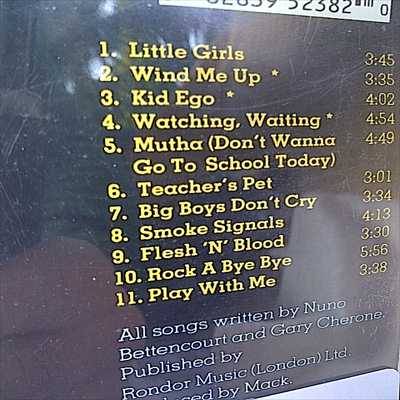 02839 52382 0
1. Little Girls 3:45
2. Wind Me Up * 3:35
3. Kid Ego * 4:02
4. Watching, Waiting * 4:54
5. Mutha (Don't Wanna 4:49
Go To School Today)
6. Teacher's Pet 3:01
7. Big Boys Don't Cry 3:34
8. Smoke Signals 4:13
9. Flesh 'N' Blood 3:30
10. Rock A Bye Bye 5:56
11. Play With Me 3:38
All songs written by Nuno
Bettencourt and Gary Cherone.
Published by
Rondor Music (London) Ltd.
by Mack.